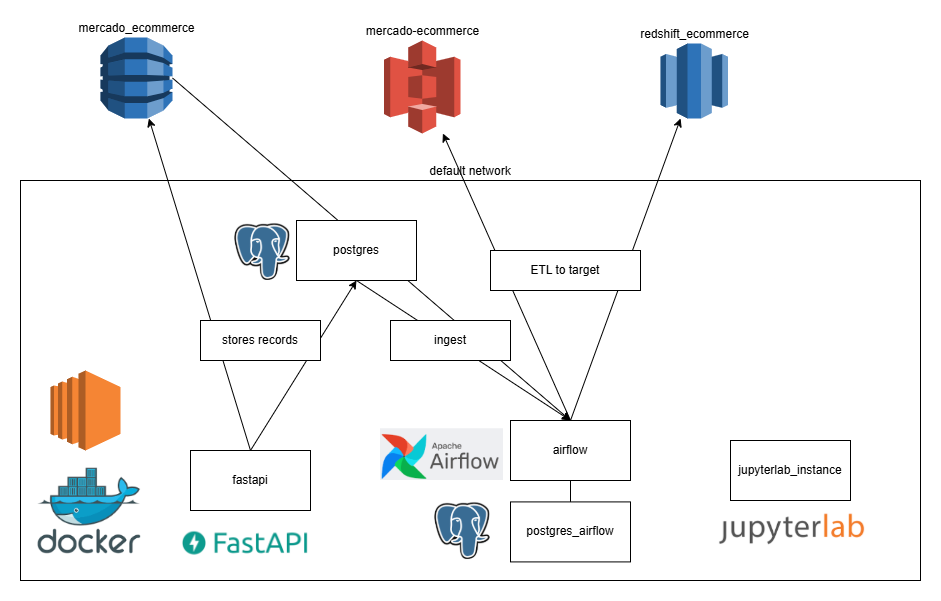 mercado_ecommerce
mercado-ecommerce
redshift_ecommerce
default network
postgres
ETL to target
stores records
ingest
fastapi
Apache
Airflow
airflow
jupyterlab_instance
postgres_airflow
docker
FastAPI
jupyterlab